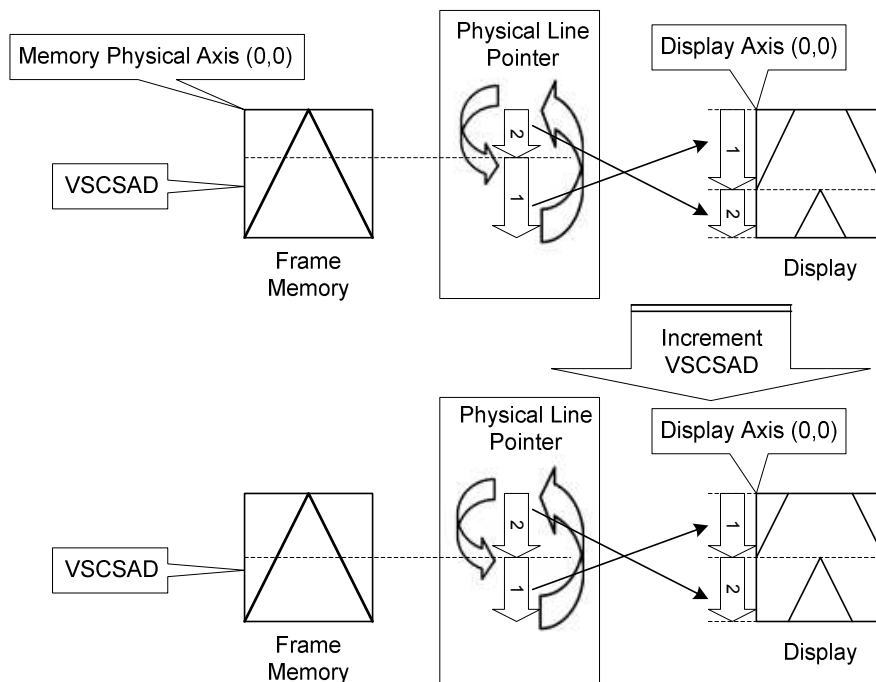 Memory Physical Axis (0,0)
Physical Line
Pointer
Display Axis (0,0)
VSCSAD
2
1
1
2
Frame
Memory
Display
Increment
VSCSAD
Physical Line
Pointer
Display Axis (0,0)
VSCSAD
2
1
1
2
Frame
Memory
Display